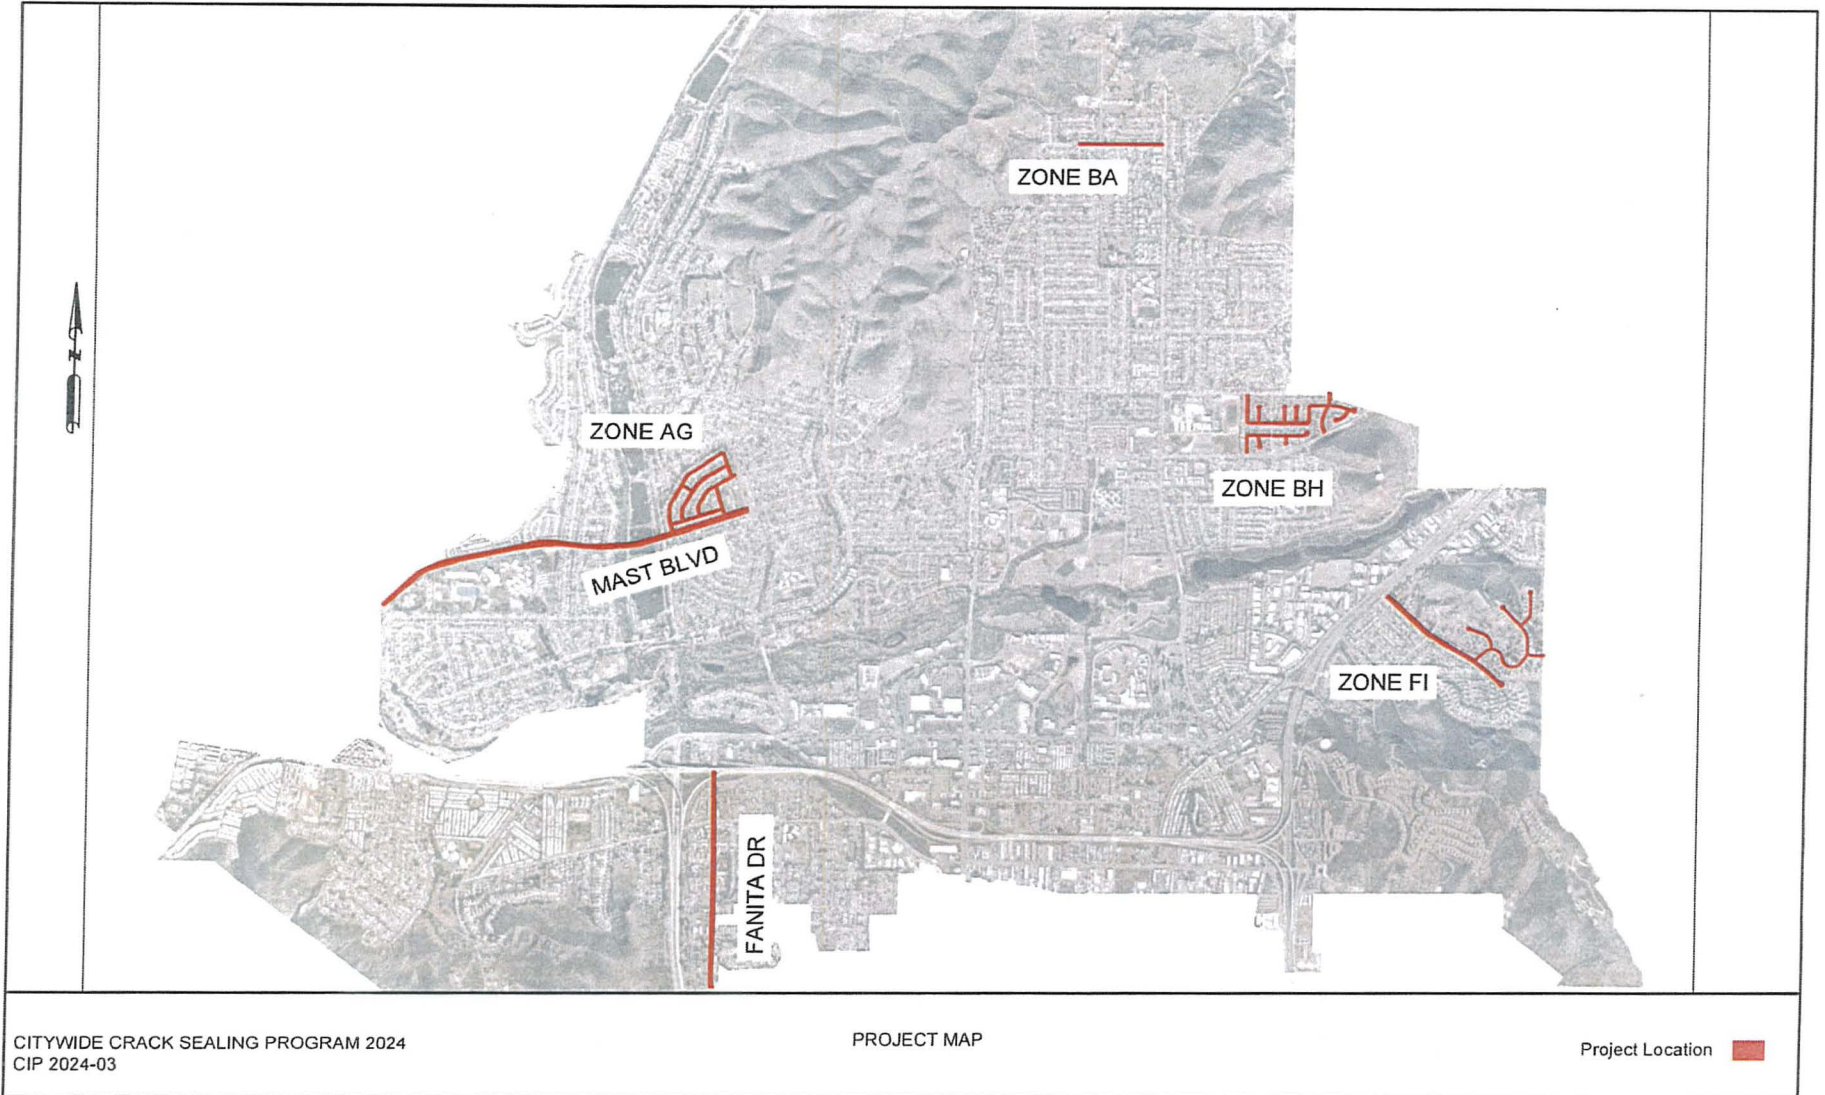 ZONE BA
ZONE AG
ZONE BH
MAST BLVD
ZONE FI
FANITA DR
N
CITYWIDE CRACK SEALING PROGRAM 2024
CIP 2024-03
PROJECT MAP
Project Location